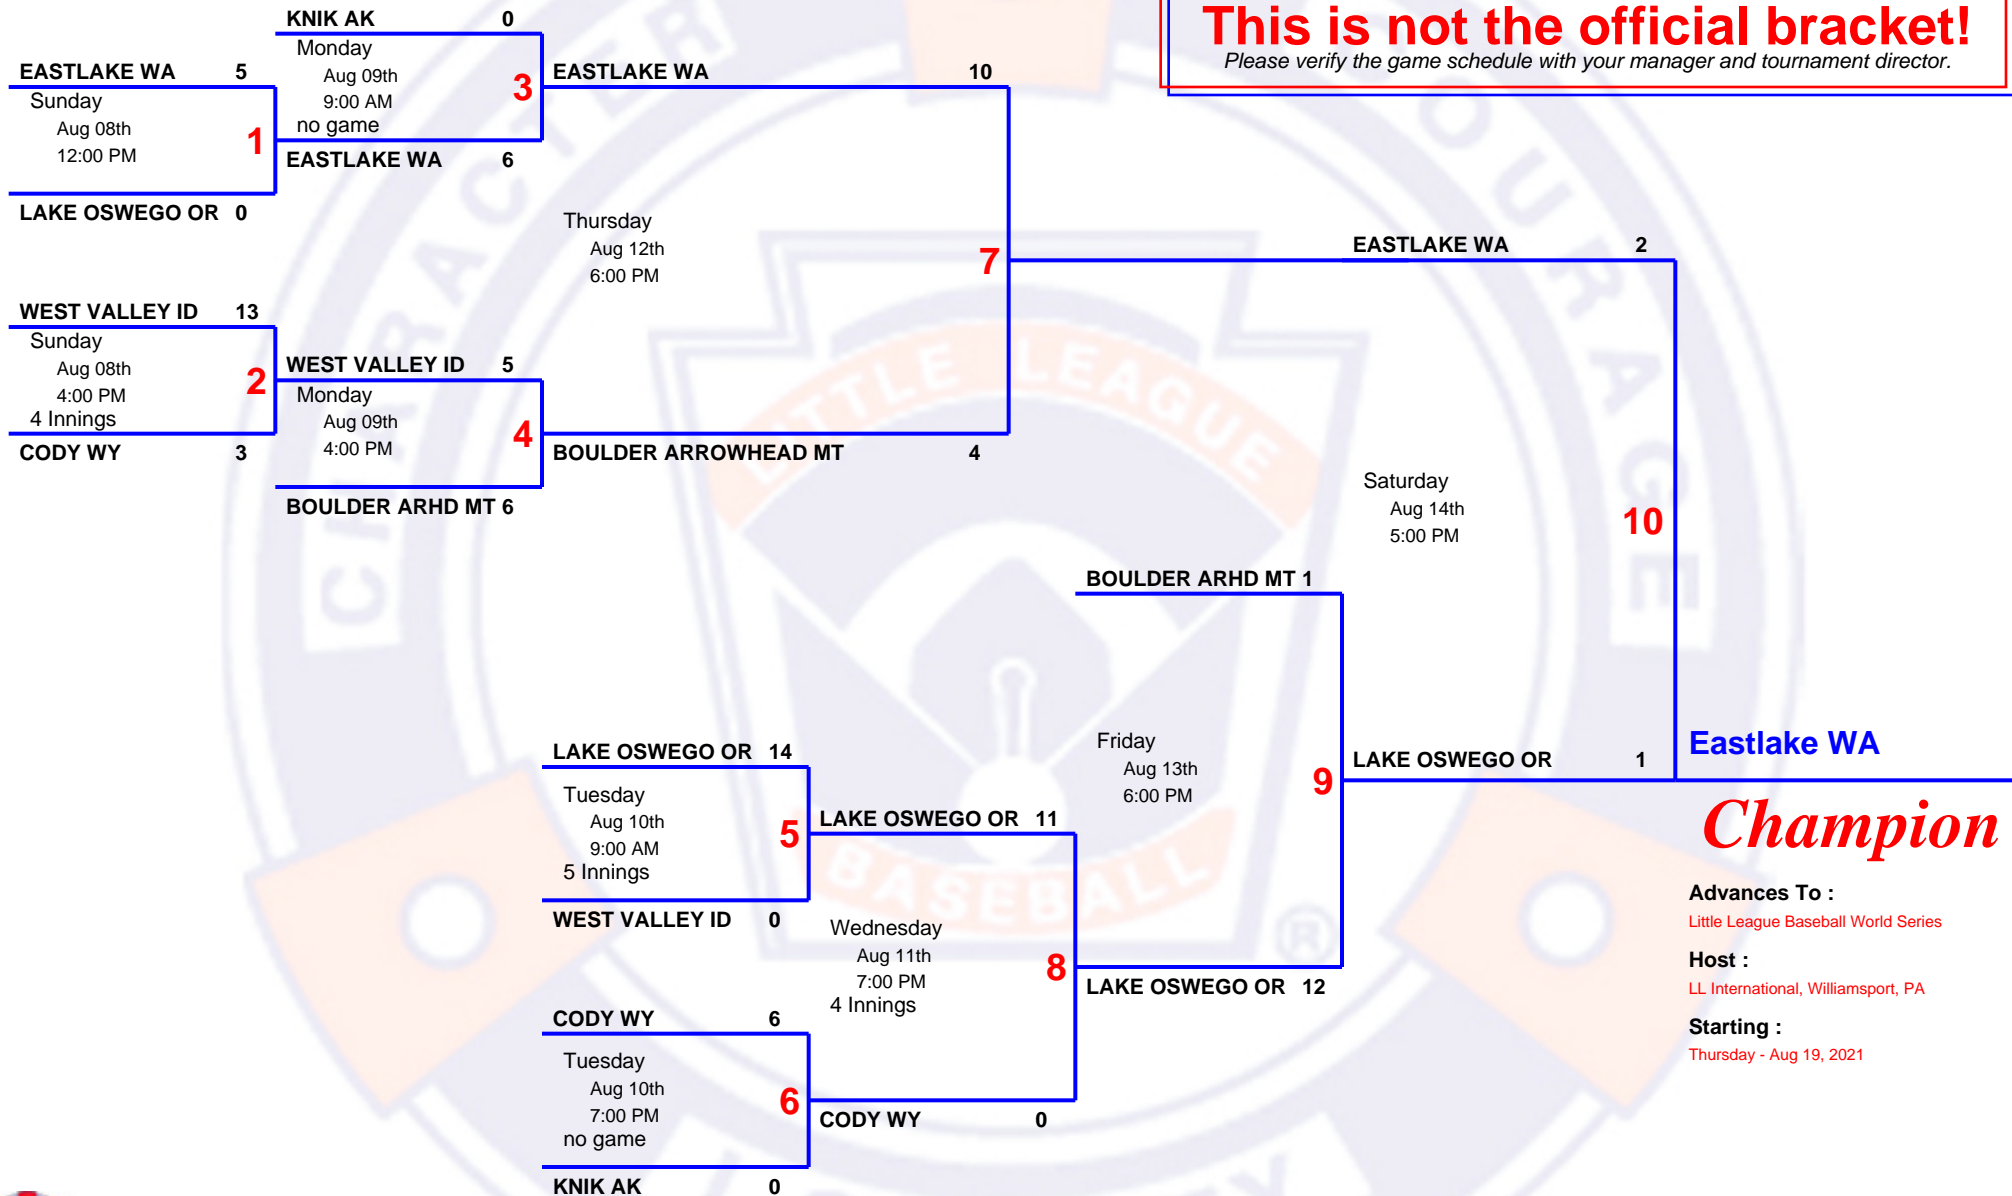 This is not the official bracket!
Please verify the game schedule with your manager and tournament director.
KNIK AK 0
Monday
Aug 09th
9:00 AM
no game
3
EASTLAKE WA 6
EASTLAKE WA 5
Sunday
Aug 08th
12:00 PM
1
LAKE OSWEGO OR 0
EASTLAKE WA 10
Thursday
Aug 12th
6:00 PM
7
BOULDER ARROWHEAD MT 4
WEST VALLEY ID 13
Sunday
Aug 08th
4:00 PM
4 Innings
2
CODY WY 3
WEST VALLEY ID 5
Monday
Aug 09th
4:00 PM
4
BOULDER ARHD MT 6
EASTLAKE WA 2
Saturday
Aug 14th
5:00 PM
10
LAKE OSWEGO OR 1
BOULDER ARHD MT 1
Friday
Aug 13th
6:00 PM
9
LAKE OSWEGO OR 12
LAKE OSWEGO OR 14
Tuesday
Aug 10th
9:00 AM
5 Innings
5
WEST VALLEY ID 0
LAKE OSWEGO OR 11
Wednesday
Aug 11th
7:00 PM
4 Innings
8
CODY WY 0
CODY WY 6
Tuesday
Aug 10th
7:00 PM
no game
6
KNIK AK 0
Eastlake WA
Champion
Advances To :
Little League Baseball World Series
Host :
LL International, Williamsport, PA
Starting :
Thursday - Aug 19, 2021
CHARACTER
COURAGE
LITTLE LEAGUE
BASEBALL
®